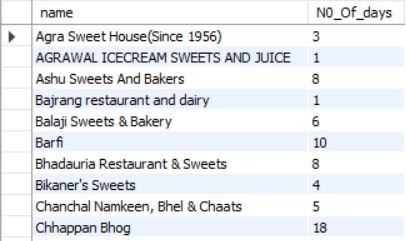 name N0_Of_days
Agra Sweet House(Since 1956) 3
AGRAWAL ICECREAM SWEETS AND JUICE 1
Ashu Sweets And Bakers 8
Bajrang restaurant and dairy 1
Balaji Sweets & Bakery 6
Barfi 10
Bhadauria Restaurant & Sweets 8
Bikaner's Sweets 4
Chanchal Namkeen, Bhel & Chaats 5
Chhappan Bhog 18